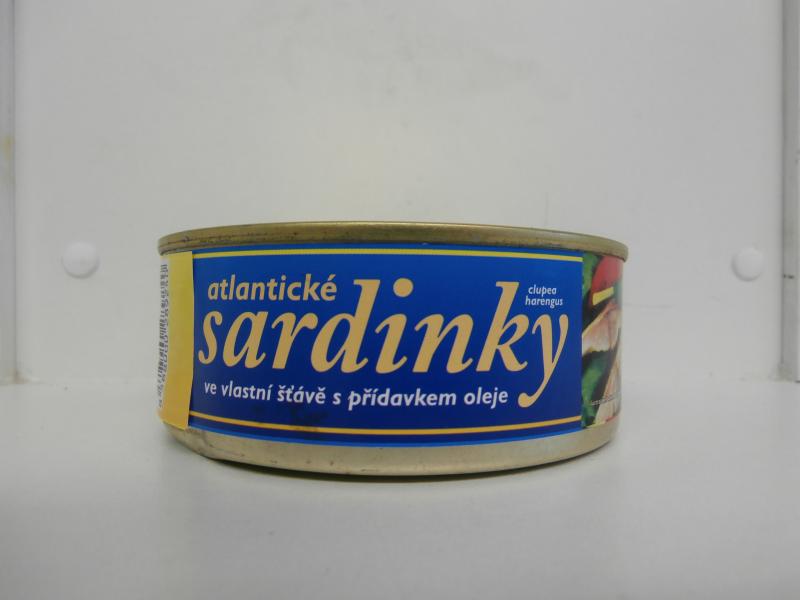 atlantické
clupea
harengus
sardinky
ve vlastní šťávě s přídavkem oleje